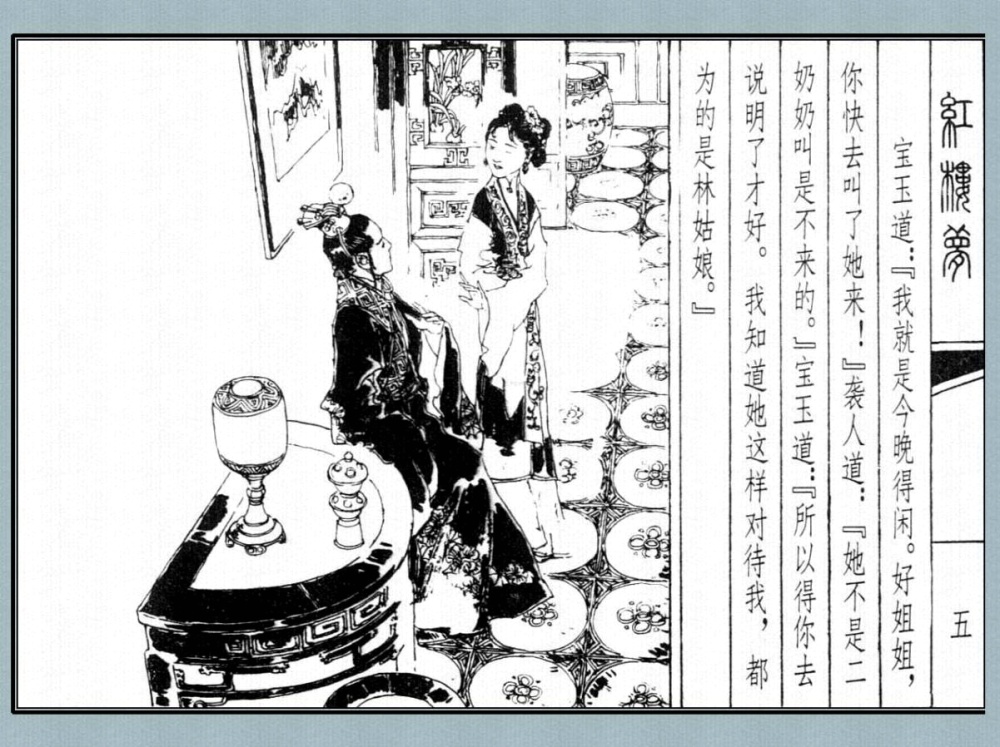 紅樓夢
五
宝玉道：『我就是今晚得闲。好姐姐，
你快去叫了她来！』袭人道：『她不是二
奶奶叫是不来的。』宝玉道：『所以得你去
说明了才好。我知道她这样对待我，都
为的是林姑娘。』